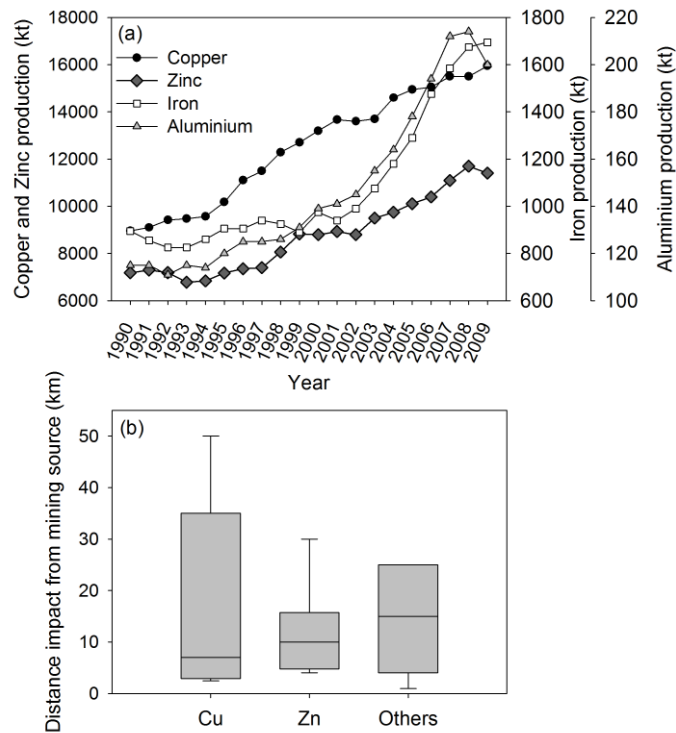 (a)
Copper
Zinc
Iron
Aluminium
Copper and Zinc production (kt)
18000
16000
14000
12000
10000
8000
6000
1800
1600
1400
1200
1000
800
600
Iron production (kt)
220
200
180
160
140
120
100
Aluminium production (kt)
1990 1991 1992 1993 1994 1995 1996 1997 1998 1999 2000 2001 2002 2003 2004 2005 2006 2007 2008 2009
Year
(b)
Distance impact from mining source (km)
50
40
30
20
10
0
Cu Zn Others